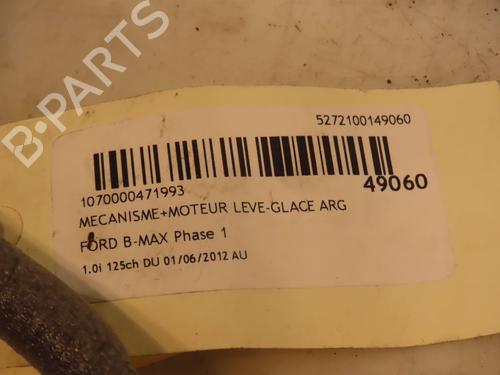 B-PARTS
5272100149060
1070000471993
49060
MECANISME+MOTEUR LEVE-GLACE ARG
FORD B-MAX Phase 1
1.0i 125ch DU 01/06/2012 AU